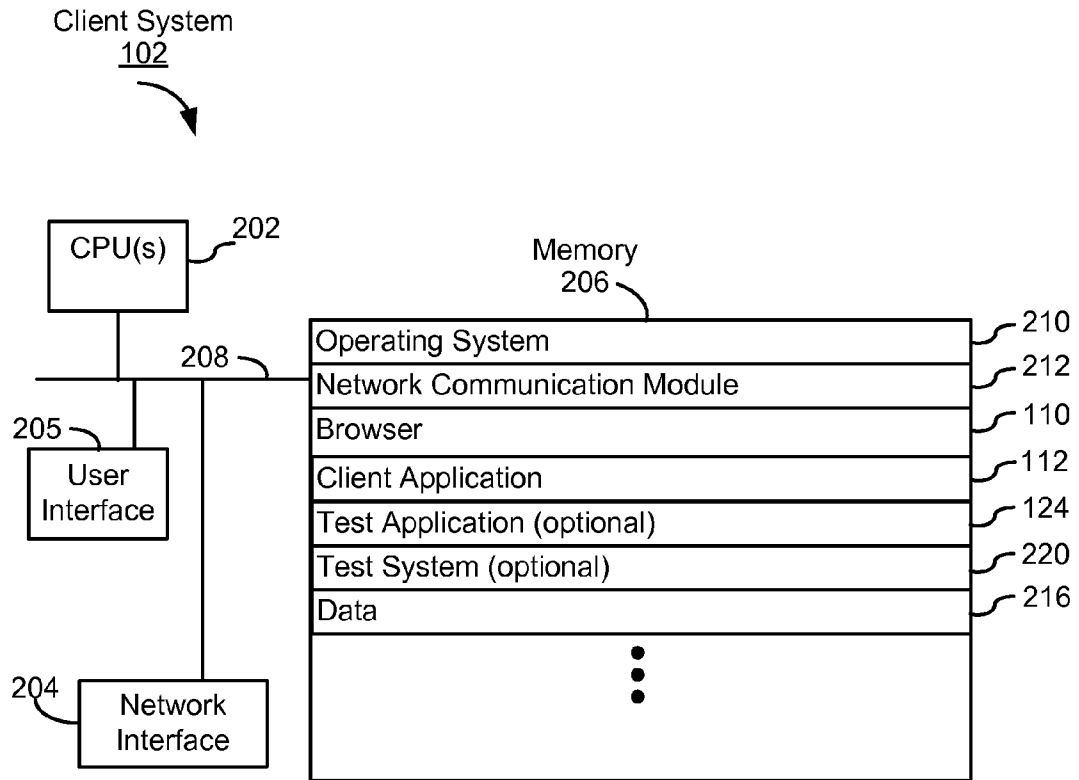 Client System
102
CPU(s)
202
Memory
206
208
Operating System
210
Network Communication Module
212
Browser
110
Client Application
112
Test Application (optional)
124
Test System (optional)
220
Data
216
205
User
Interface
204
Network
Interface